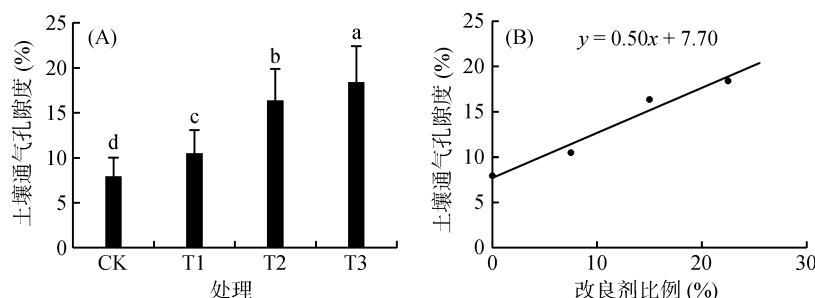 (A)
土壤通气孔隙度 (%)
25
20
15
10
5
0
d
c
b
a
CK T1 T2 T3
处理
(B)
y = 0.50x + 7.70
土壤通气孔隙度 (%)
25
20
15
10
5
0
0 10 20 30
改良剂比例 (%)